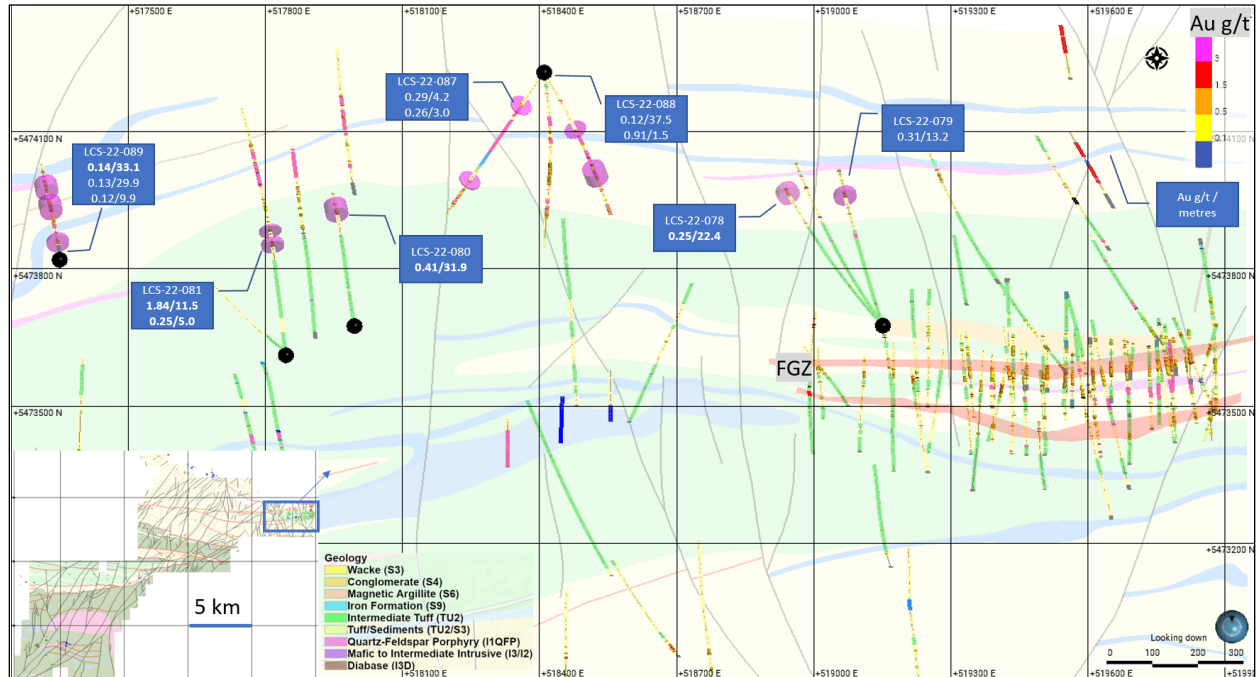 +517500 E
+517800 E
+518100 E
+518400 E
+518700 E
+519000 E
+519300 E
+519600 E
Au g/t
3
1.5
0.5
0.1
LCS-22-087
0.29/4.2
0.26/3.0
LCS-22-088
0.12/37.5
0.91/1.5
LCS-22-079
0.31/13.2
+5474100 N
+5474100 N
LCS-22-089
0.14/33.1
0.13/29.9
0.12/9.9
LCS-22-078
0.25/22.4
Au g/t /
metres
LCS-22-080
0.41/31.9
+5473800 N
+5473800 N
LCS-22-081
1.84/11.5
0.25/5.0
FGZ
+5473500 N
+5473500 N
+5473200 N
5 km
Geology
Wacke (S3)
Conglomerate (S4)
Magnetic Argillite (S6)
Iron Formation (S9)
Intermediate Tuff (TU2)
Tuff/Sediments (TU2/S3)
Quartz-Feldspar Porphyry (I1QFP)
Mafic to Intermediate Intrusive (I3/I2)
Diabase (I3D)
Looking down
0 100 200 300
+518100 E
+518400 E
+518700 E
+519000 E
+519300 E
+519600 E